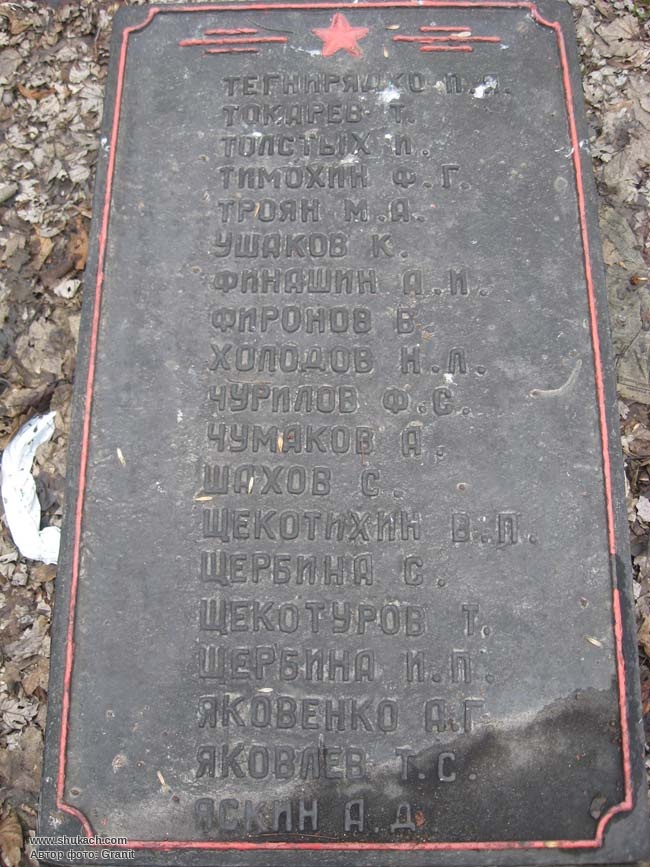 ТЕГНИРЯДКО П.Я.
ТОКАРЕВ Т.
ТОЛСТЫХ И.
ТИМОХИН Ф.Г.
ТРОЯН М.А.
УШАКОВ К.
ФИНАШИН А.И.
ФИРОНОВ В.
ХОЛОДОВ Н.Л.
ЧУРИЛОВ Ф.С.
ЧУМАКОВ А.
ШАХОВ С.
ЩЕКОТИХИН В.П.
ЩЕРБИНА С.
ЩЕКОТУРОВ Т.
ЩЕРБИНА И.П.
ЯКОВЕНКО А.Г.
ЯКОВЛЕВ Т.С.
ЯСКИН А.Д.
www.shukach.com
Автор фото: Granit